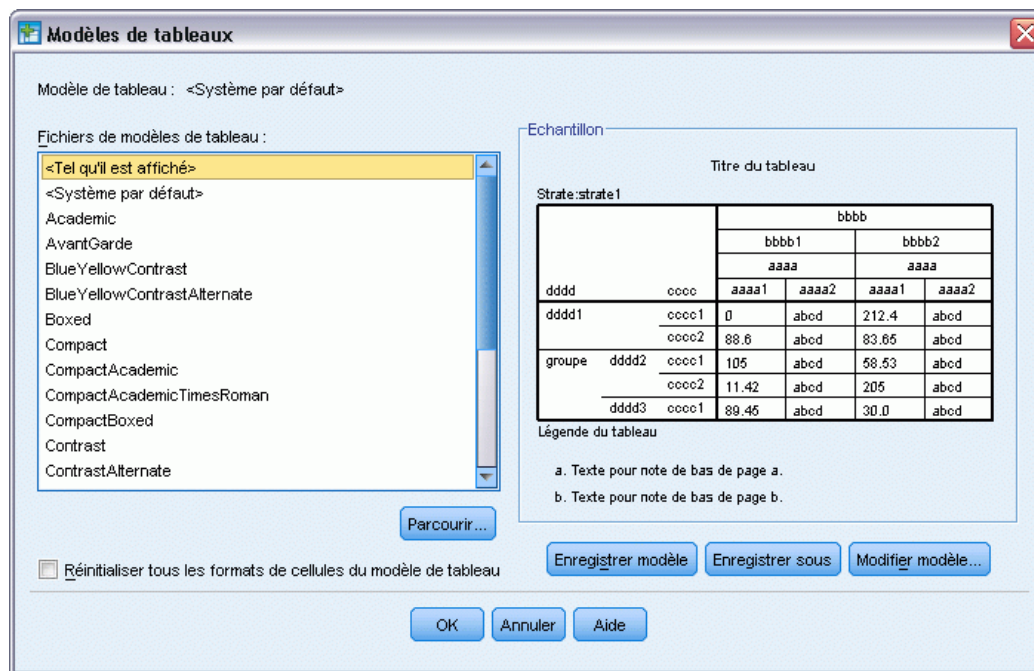 Modèles de tableaux
Modèle de tableau : <Système par défaut>
Fichiers de modèles de tableau :
<Tel qu'il est affiché>
<Système par défaut>
Academic
AvantGarde
BlueYellowContrast
BlueYellowContrastAlternate
Boxed
Compact
CompactAcademic
CompactAcademicTimesRoman
CompactBoxed
Contrast
ContrastAlternate
Parcourir...
Réinitialiser tous les formats de cellules du modèle de tableau
Echantillon
Titre du tableau
Strate:strate1
bbbb
bbbb1 bbbb2
aaaa aaaa
dddd cccc aaaa1 aaaa2 aaaa1 aaaa2
dddd1 cccc1 0 abcd 212.4 abcd
cccc2 88.6 abcd 83.65 abcd
groupe dddd2 cccc1 105 abcd 58.53 abcd
cccc2 11.42 abcd 205 abcd
dddd3 cccc1 89.45 abcd 30.0 abcd
Légende du tableau
a. Texte pour note de bas de page a.
b. Texte pour note de bas de page b.
Enregistrer modèle Enregistrer sous Modifier modèle...
OK Annuler Aide